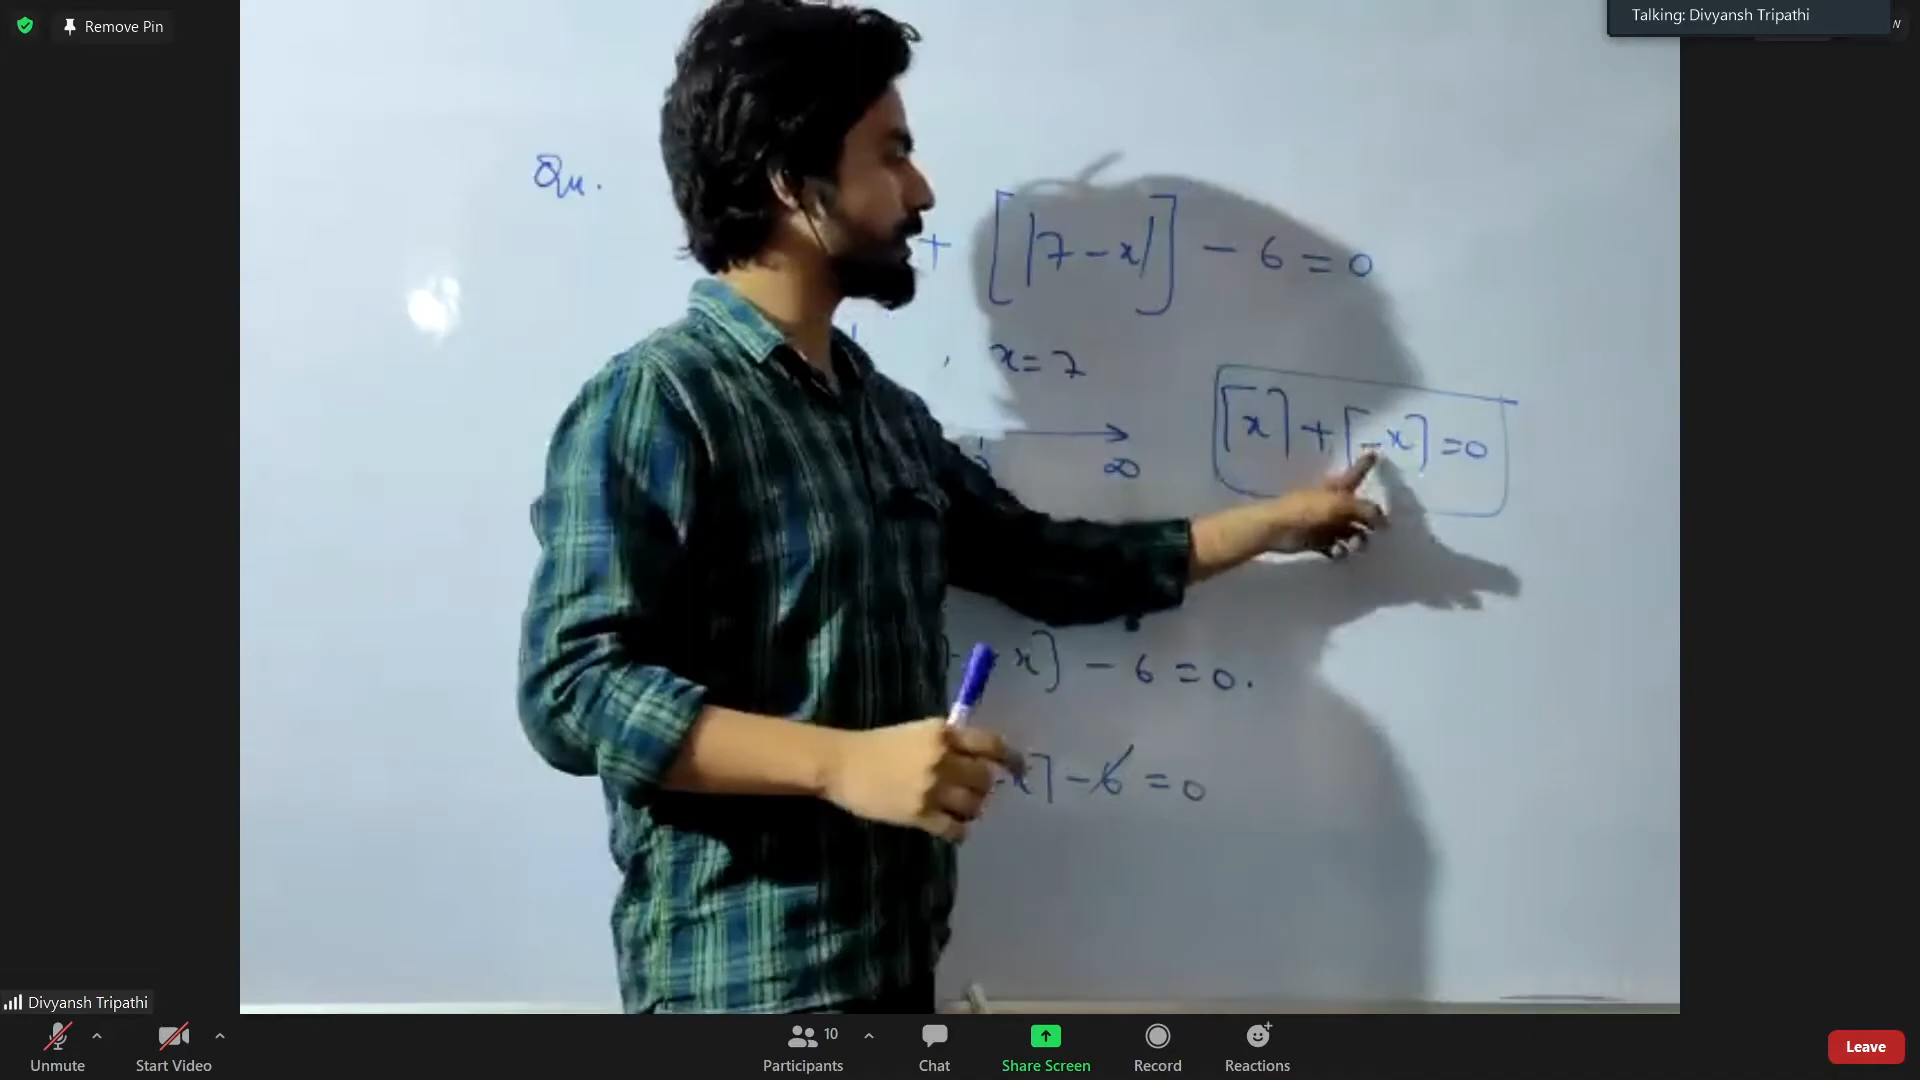 Remove Pin
Talking: Divyansh Tripathi
w
Qu.
+ [|7-x|] - 6 = 0
x = 7
∞
[x] + [-x] = 0
x] - 6 = 0.
x] - 6 = 0
Divyansh Tripathi
Unmute
Start Video
10
Participants
Chat
Share Screen
Record
Reactions
Leave